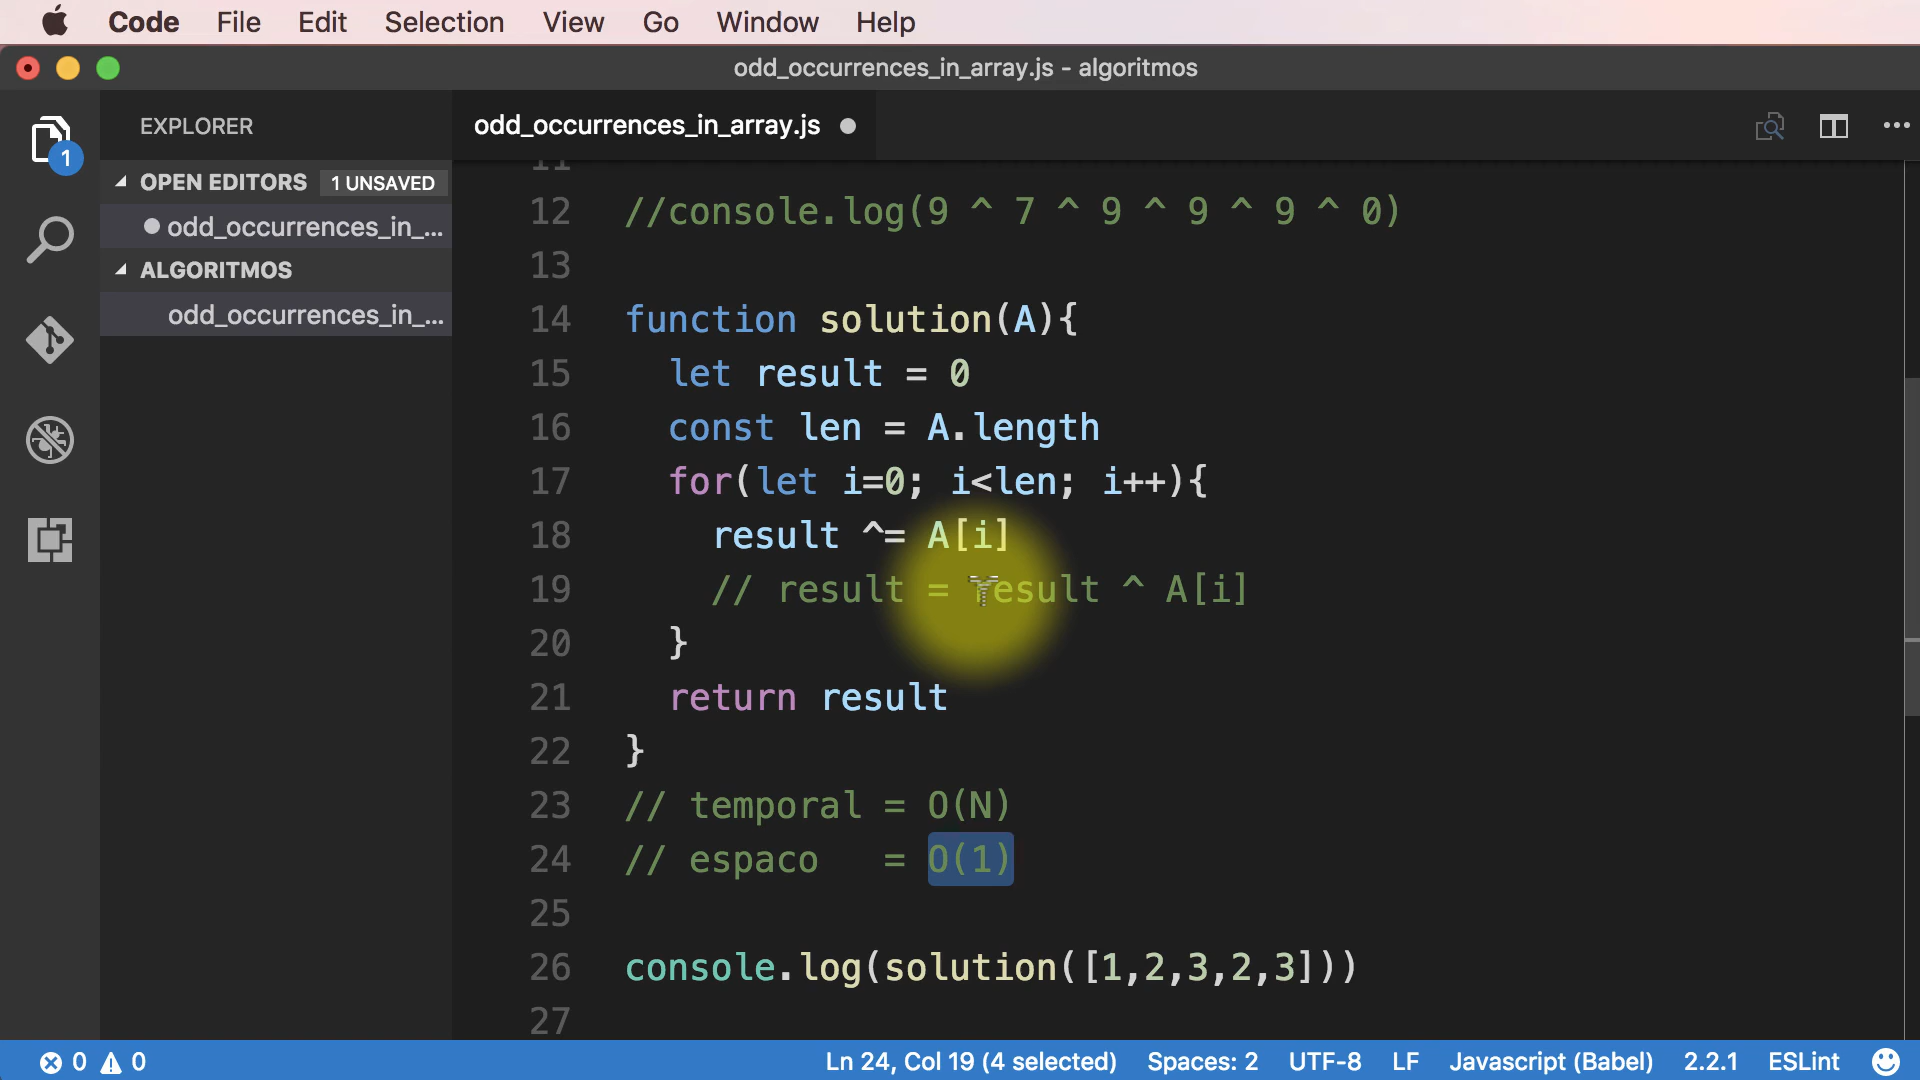 Code File Edit Selection View Go Window Help
odd_occurrences_in_array.js - algoritmos
EXPLORER
OPEN EDITORS 1 UNSAVED
odd_occurrences_in_...
ALGORITMOS
odd_occurrences_in_...
1
odd_occurrences_in_array.js
11
12 //console.log(9 ^ 7 ^ 9 ^ 9 ^ 9 ^ 0)
13
14 function solution(A){
15 let result = 0
16 const len = A.length
17 for(let i=0; i<len; i++){
18 result ^= A[i]
19 // result = result ^ A[i]
20 }
21 return result
22 }
23 // temporal = O(N)
24 // espaco   = O(1)
25
26 console.log(solution([1,2,3,2,3]))
27
0 0 Ln 24, Col 19 (4 selected) Spaces: 2 UTF-8 LF Javascript (Babel) 2.2.1 ESLint